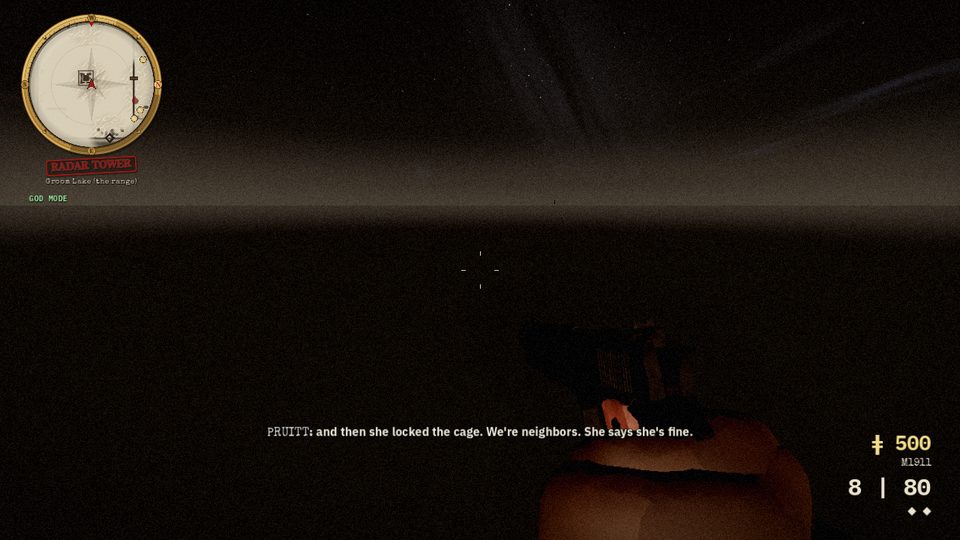 RADAR TOWER
Groom Lake (the range)
GOD MODE
PRUITT: and then she locked the cage. We're neighbors. She says she's fine.
500
M1911
8 | 80